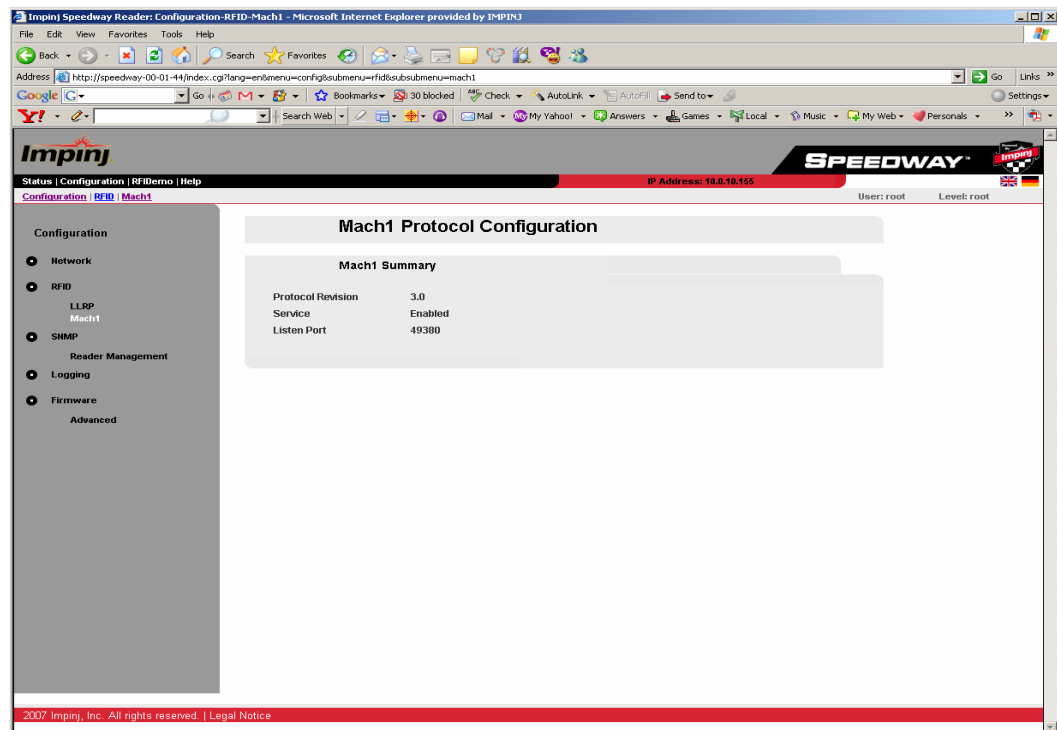 Impinj Speedway Reader: Configuration-RFID-Mach1 - Microsoft Internet Explorer provided by IMPINJ
File Edit View Favorites Tools Help
Back Search Favorites
Address http://speedway-00-01-44/index.cgi?lang=en&menu=config&submenu=rfid&subsubmenu=mach1 Go Links »
Google G Go Bookmarks 30 blocked Check AutoLink AutoFill Send to Settings
Y! Search Web Mail My Yahoo! Answers Games Local Music My Web Personals »
Impinj SPEEDWAY Impinj
Status | Configuration | RFIDemo | Help IP Address: 10.0.10.155
Configuration | RFID | Mach1 User: root Level: root
Configuration
Network
RFID
LLRP
Mach1
SNMP
Reader Management
Logging
Firmware
Advanced
Mach1 Protocol Configuration
Mach1 Summary
Protocol Revision 3.0
Service Enabled
Listen Port 49380
2007 Impinj, Inc. All rights reserved. | Legal Notice